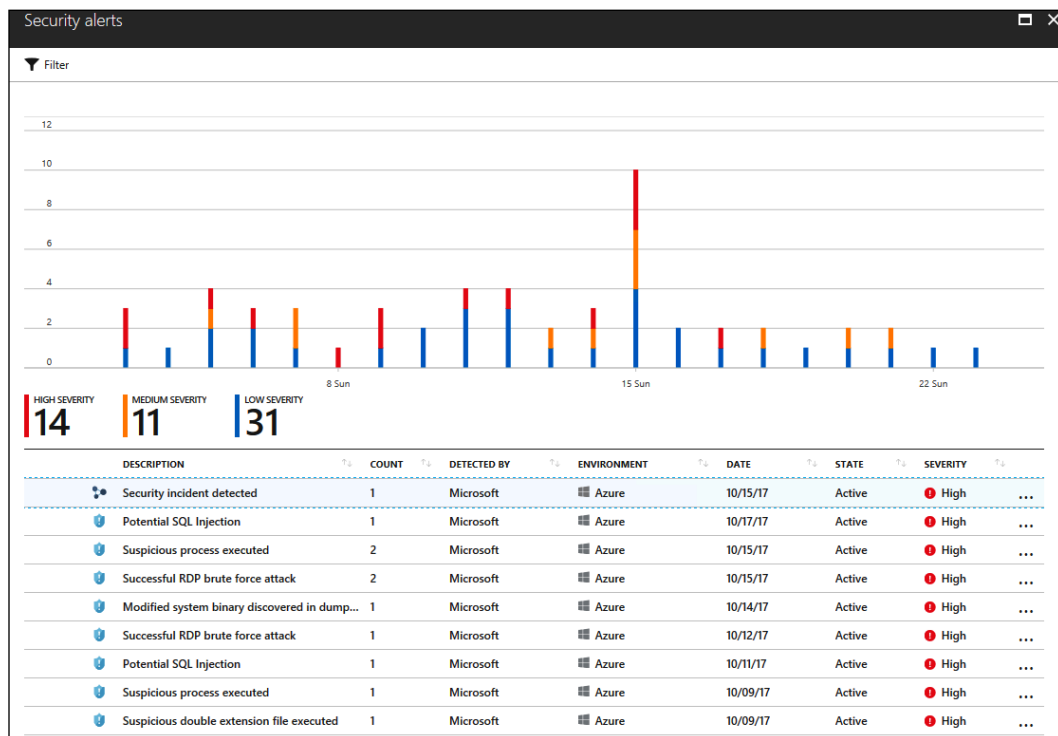 Security alerts
Filter
12
10
8
6
4
2
0
8 Sun 15 Sun 22 Sun
HIGH SEVERITY MEDIUM SEVERITY LOW SEVERITY
14 11 31
DESCRIPTION COUNT DETECTED BY ENVIRONMENT DATE STATE SEVERITY
Security incident detected 1 Microsoft Azure 10/15/17 Active High ...
Potential SQL Injection 1 Microsoft Azure 10/17/17 Active High ...
Suspicious process executed 2 Microsoft Azure 10/15/17 Active High ...
Successful RDP brute force attack 2 Microsoft Azure 10/15/17 Active High ...
Modified system binary discovered in dump... 1 Microsoft Azure 10/14/17 Active High ...
Successful RDP brute force attack 1 Microsoft Azure 10/12/17 Active High ...
Potential SQL Injection 1 Microsoft Azure 10/11/17 Active High ...
Suspicious process executed 1 Microsoft Azure 10/09/17 Active High ...
Suspicious double extension file executed 1 Microsoft Azure 10/09/17 Active High ...